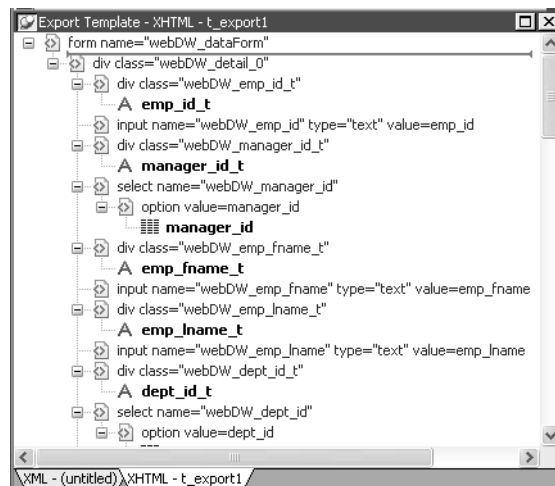 Export Template - XHTML - t_export1
form name="webDW_dataForm"
div class="webDW_detail_0"
div class="webDW_emp_id_t"
A emp_id_t
input name="webDW_emp_id" type="text" value=emp_id
div class="webDW_manager_id_t"
A manager_id_t
select name="webDW_manager_id"
option value=manager_id
manager_id
div class="webDW_emp_fname_t"
A emp_fname_t
input name="webDW_emp_fname" type="text" value=emp_fname
div class="webDW_emp_lname_t"
A emp_lname_t
input name="webDW_emp_lname" type="text" value=emp_lname
div class="webDW_dept_id_t"
A dept_id_t
select name="webDW_dept_id"
option value=dept_id
XML - (untitled) XHTML - t_export1